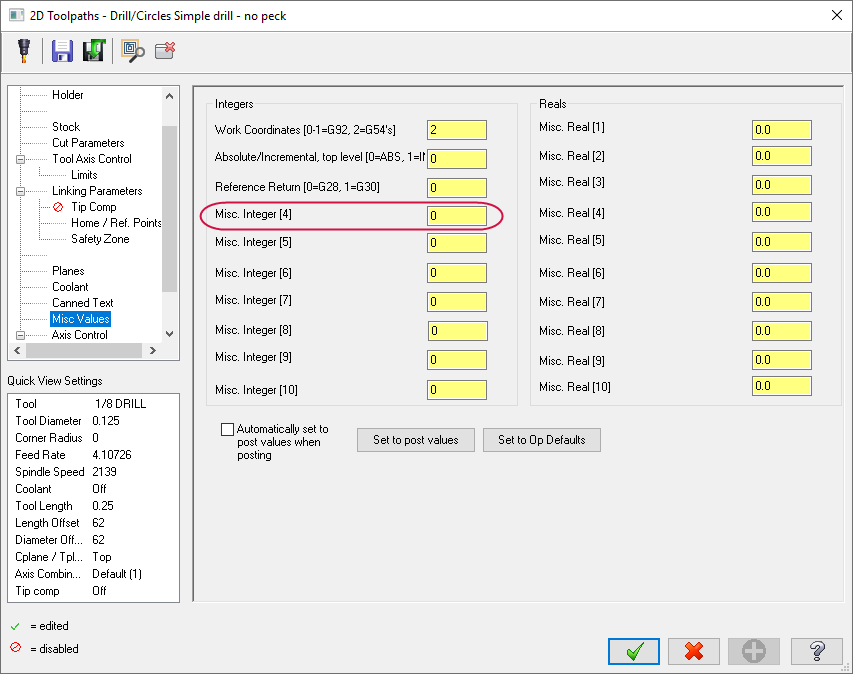 2D Toolpaths - Drill/Circles Simple drill - no peck
Holder
Stock
Cut Parameters
Tool Axis Control
Limits
Linking Parameters
Tip Comp
Home / Ref. Points
Safety Zone
Planes
Coolant
Canned Text
Misc Values
Axis Control
Quick View Settings
Tool 1/8 DRILL
Tool Diameter 0.125
Corner Radius 0
Feed Rate 4.10726
Spindle Speed 2139
Coolant Off
Tool Length 0.25
Length Offset 62
Diameter Off... 62
Cplane / Tpl... Top
Axis Combin... Default (1)
Tip comp Off
= edited
= disabled
Integers
Work Coordinates [0-1=G92, 2=G54's] 2
Absolute/Incremental, top level [0=ABS, 1=IN 0
Reference Return [0=G28, 1=G30] 0
Misc. Integer [4] 0
Misc. Integer [5] 0
Misc. Integer [6] 0
Misc. Integer [7] 0
Misc. Integer [8] 0
Misc. Integer [9] 0
Misc. Integer [10] 0
Reals
Misc. Real [1] 0.0
Misc. Real [2] 0.0
Misc. Real [3] 0.0
Misc. Real [4] 0.0
Misc. Real [5] 0.0
Misc. Real [6] 0.0
Misc. Real [7] 0.0
Misc. Real [8] 0.0
Misc. Real [9] 0.0
Misc. Real [10] 0.0
Automatically set to
post values when
posting
Set to post values
Set to Op Defaults